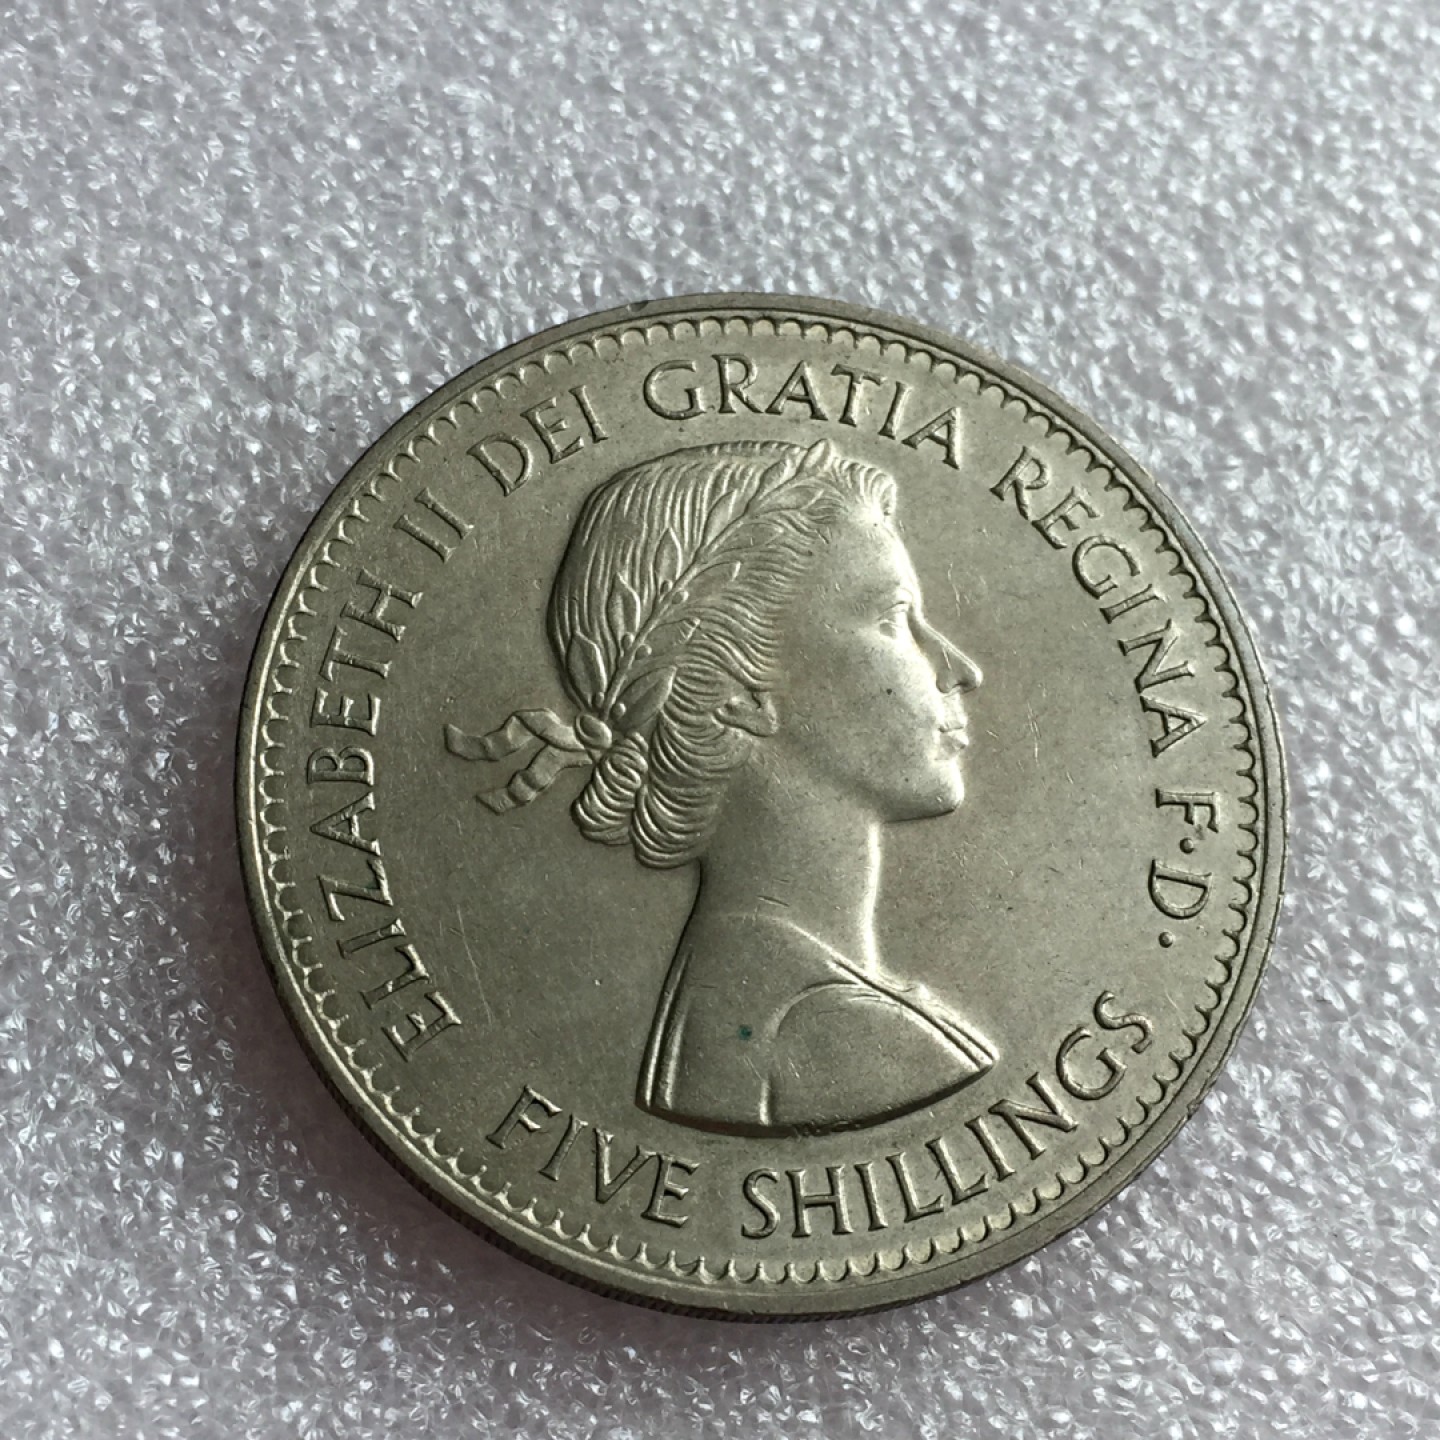 ELIZABETH II DEI GRATIA REGINA F·D·
FIVE SHILLINGS